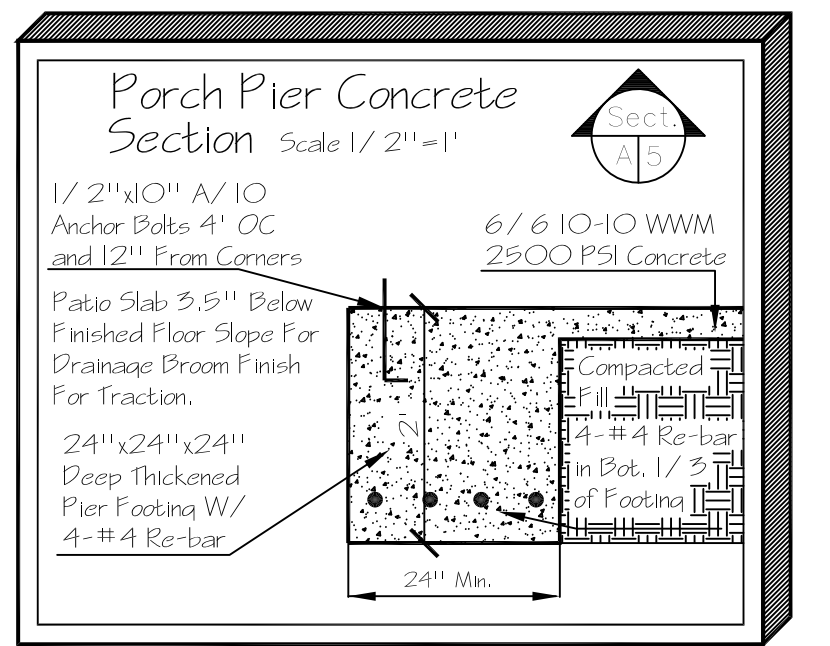 Porch Pier Concrete
Section Scale 1/2"=1'
Sect.
A 5
1/2"x10" A/10
Anchor Bolts 4' OC
and 12" From Corners
6/6 10-10 WWM
2500 PSI Concrete
Patio Slab 3.5" Below
Finished Floor Slope For
Drainage Broom Finish
For Traction.
Compacted
Fill
24"x24"x24"
Deep Thickened
Pier Footing W/
4-#4 Re-bar
2'
4-#4 Re-bar
in Bot. 1/3
of Footing
24" Min.